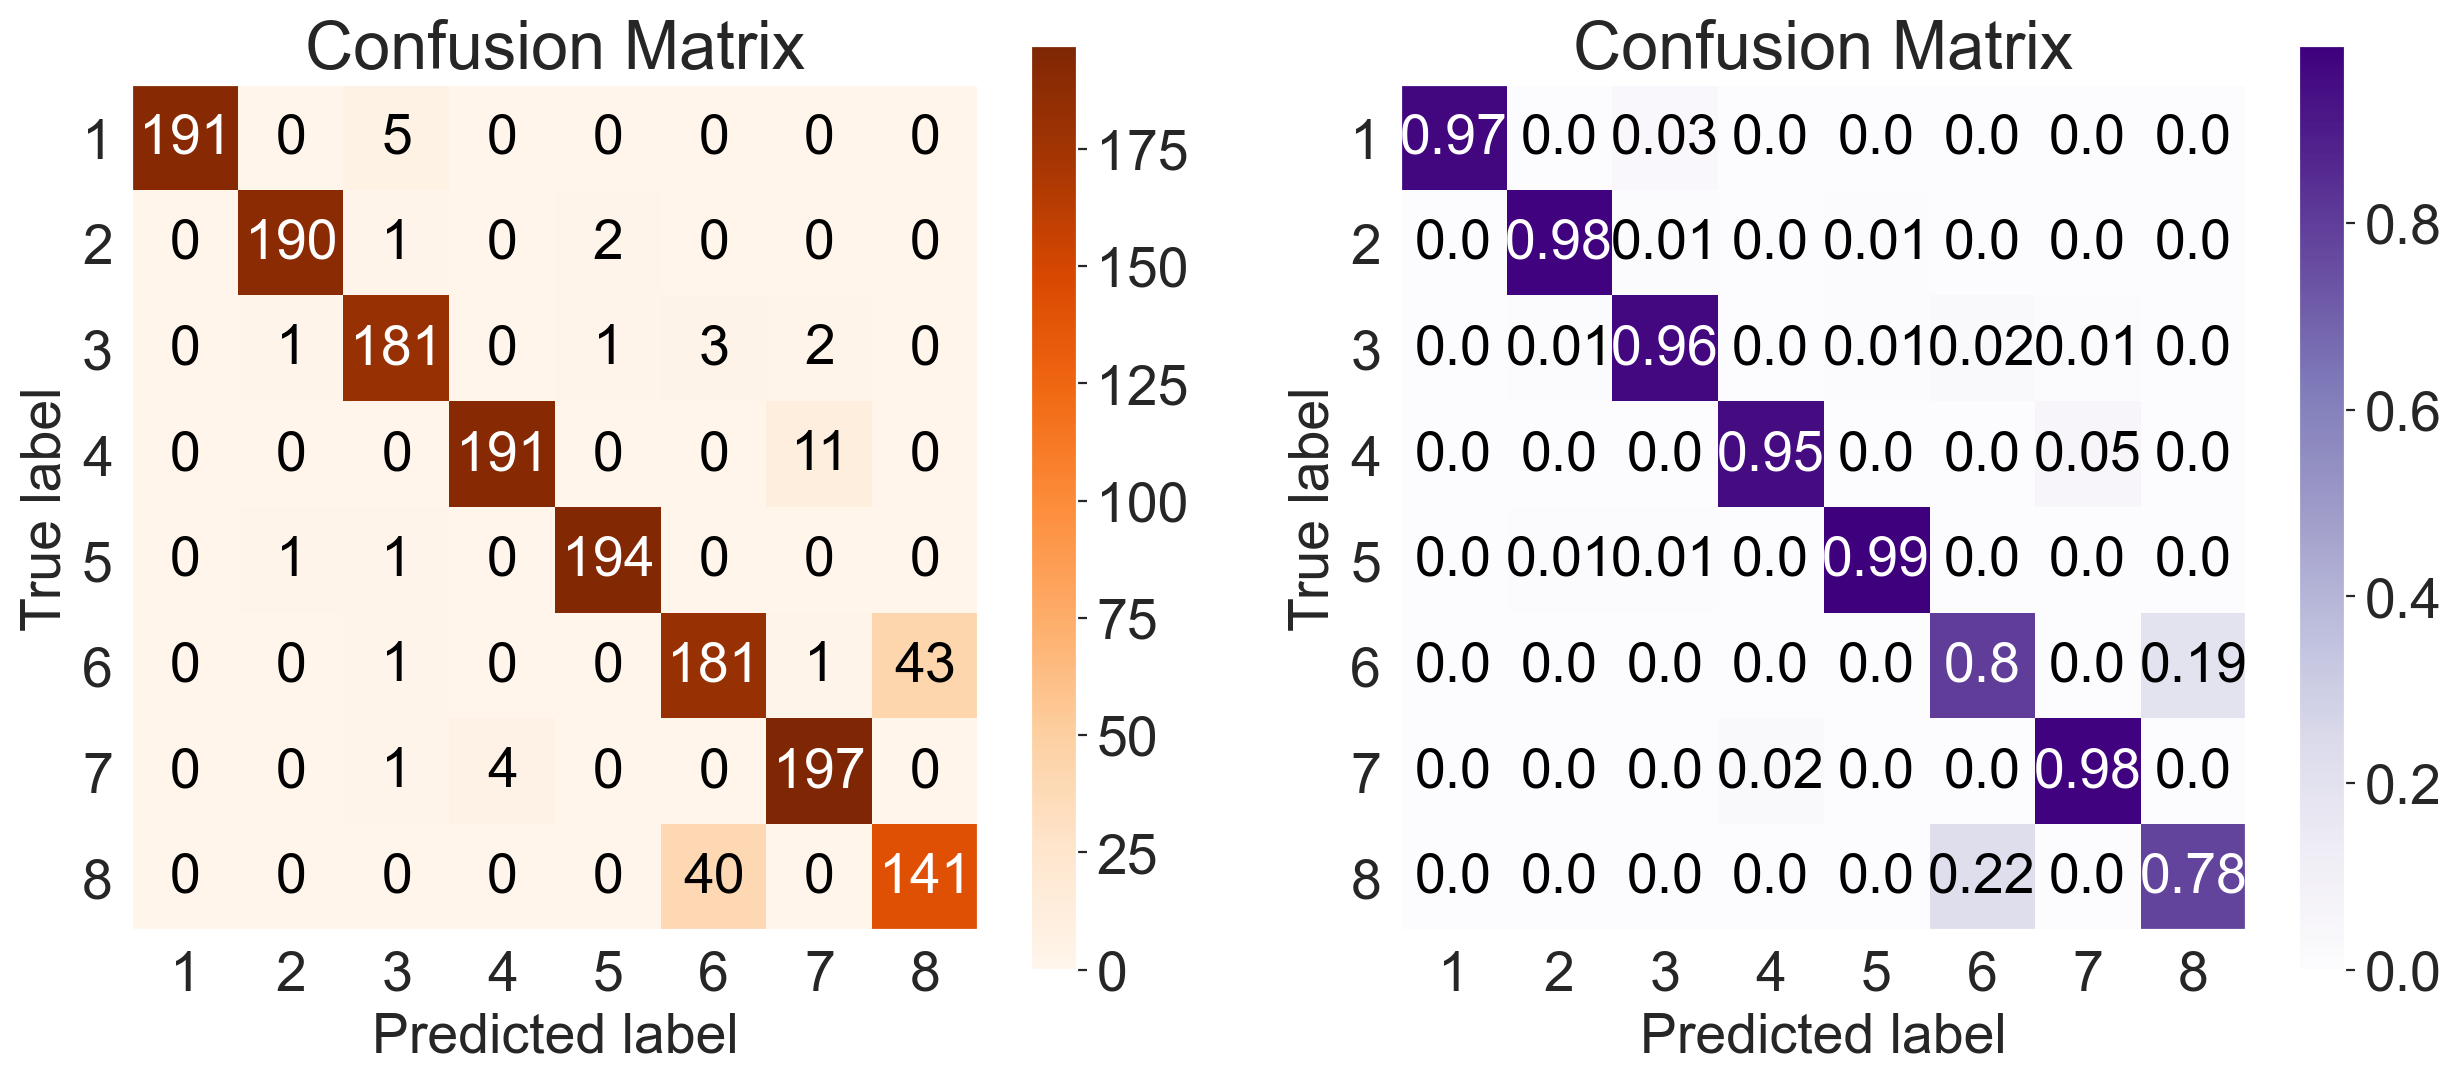 Confusion Matrix
1 191 0 5 0 0 0 0 0
2 0 190 1 0 2 0 0 0
3 0 1 181 0 1 3 2 0
4 0 0 0 191 0 0 11 0
5 0 1 1 0 194 0 0 0
6 0 0 1 0 0 181 1 43
7 0 0 1 4 0 0 197 0
8 0 0 0 0 0 40 0 141
1 2 3 4 5 6 7 8
True label
Predicted label
175
150
125
100
75
50
25
0
Confusion Matrix
1 0.97 0.0 0.03 0.0 0.0 0.0 0.0 0.0
2 0.0 0.98 0.01 0.0 0.01 0.0 0.0 0.0
3 0.0 0.01 0.96 0.0 0.01 0.02 0.01 0.0
4 0.0 0.0 0.0 0.95 0.0 0.0 0.05 0.0
5 0.0 0.01 0.01 0.0 0.99 0.0 0.0 0.0
6 0.0 0.0 0.0 0.0 0.0 0.8 0.0 0.19
7 0.0 0.0 0.0 0.02 0.0 0.0 0.98 0.0
8 0.0 0.0 0.0 0.0 0.0 0.22 0.0 0.78
1 2 3 4 5 6 7 8
True label
Predicted label
0.8
0.6
0.4
0.2
0.0